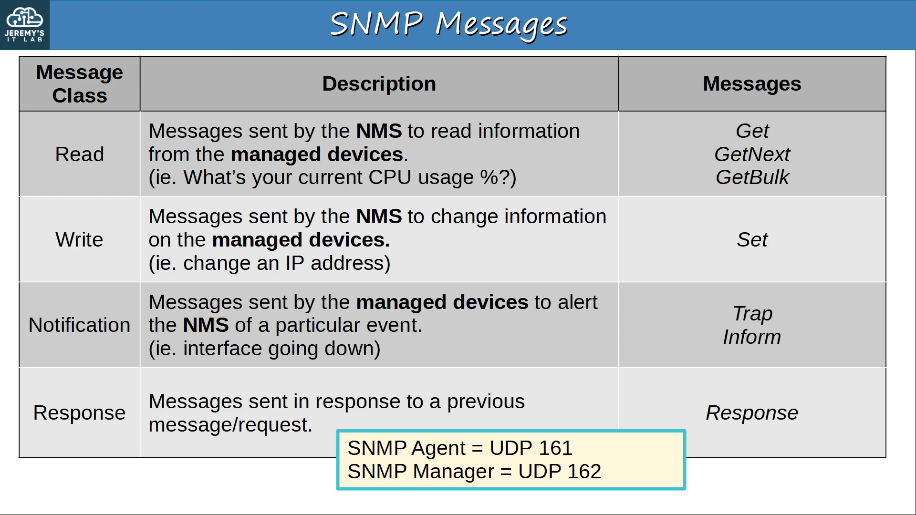 JEREMY'S
IT LAB
SNMP Messages
Message
Class
Description
Messages
Read
Messages sent by the NMS to read information
from the managed devices.
(ie. What's your current CPU usage %?)
Get
GetNext
GetBulk
Write
Messages sent by the NMS to change information
on the managed devices.
(ie. change an IP address)
Set
Notification
Messages sent by the managed devices to alert
the NMS of a particular event.
(ie. interface going down)
Trap
Inform
Response
Messages sent in response to a previous
message/request.
Response
SNMP Agent = UDP 161
SNMP Manager = UDP 162